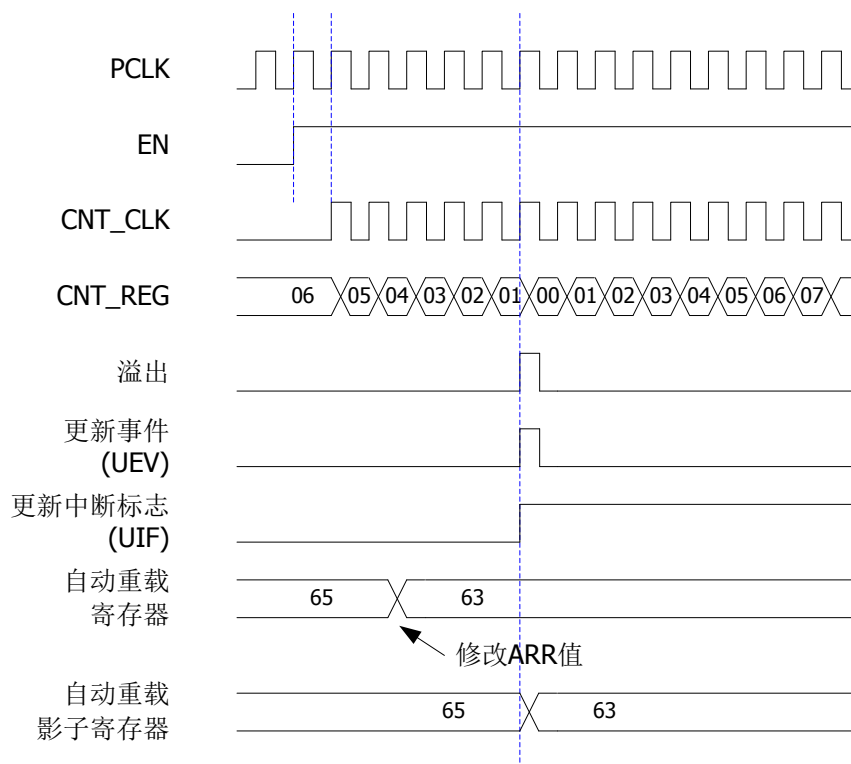 PCLK
EN
CNT_CLK
CNT_REG
06 05 04 03 02 01 00 01 02 03 04 05 06 07
溢出
更新事件
(UEV)
更新中断标志
(UIF)
自动重载
寄存器
65 63
修改ARR值
自动重载
影子寄存器
65 63